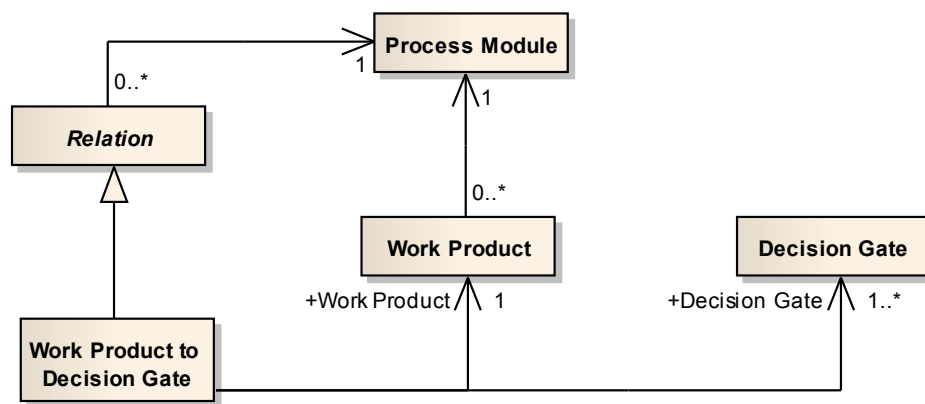 Process Module
1
0..*
1
Relation
0..*
Work Product
Decision Gate
+Work Product
1
+Decision Gate
1..*
Work Product to
Decision Gate